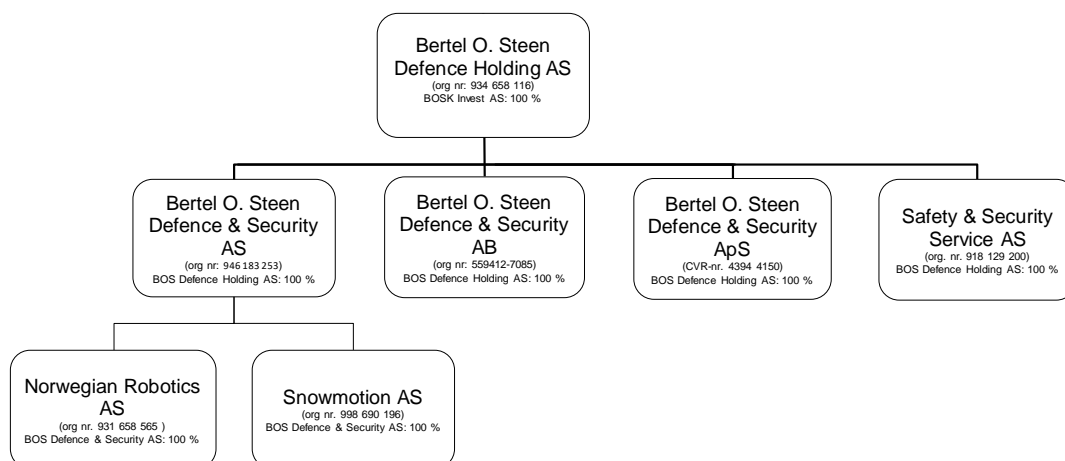 Bertel O. Steen
Defence Holding AS
(org nr: 934 658 116)
BOSK Invest AS: 100 %
Bertel O. Steen
Defence & Security
AS
(org nr: 946 183 253)
BOS Defence Holding AS: 100 %
Bertel O. Steen
Defence & Security
AB
(org nr: 559412-7085)
BOS Defence Holding AS: 100 %
Bertel O. Steen
Defence & Security
ApS
(CVR-nr. 4394 4150)
BOS Defence Holding AS: 100 %
Safety & Security
Service AS
(org. nr. 918 129 200)
BOS Defence Holding AS: 100 %
Norwegian Robotics
AS
(org nr. 931 658 565 )
BOS Defence & Security AS: 100 %
Snowmotion AS
(org nr. 998 690 196)
BOS Defence & Security AS: 100 %